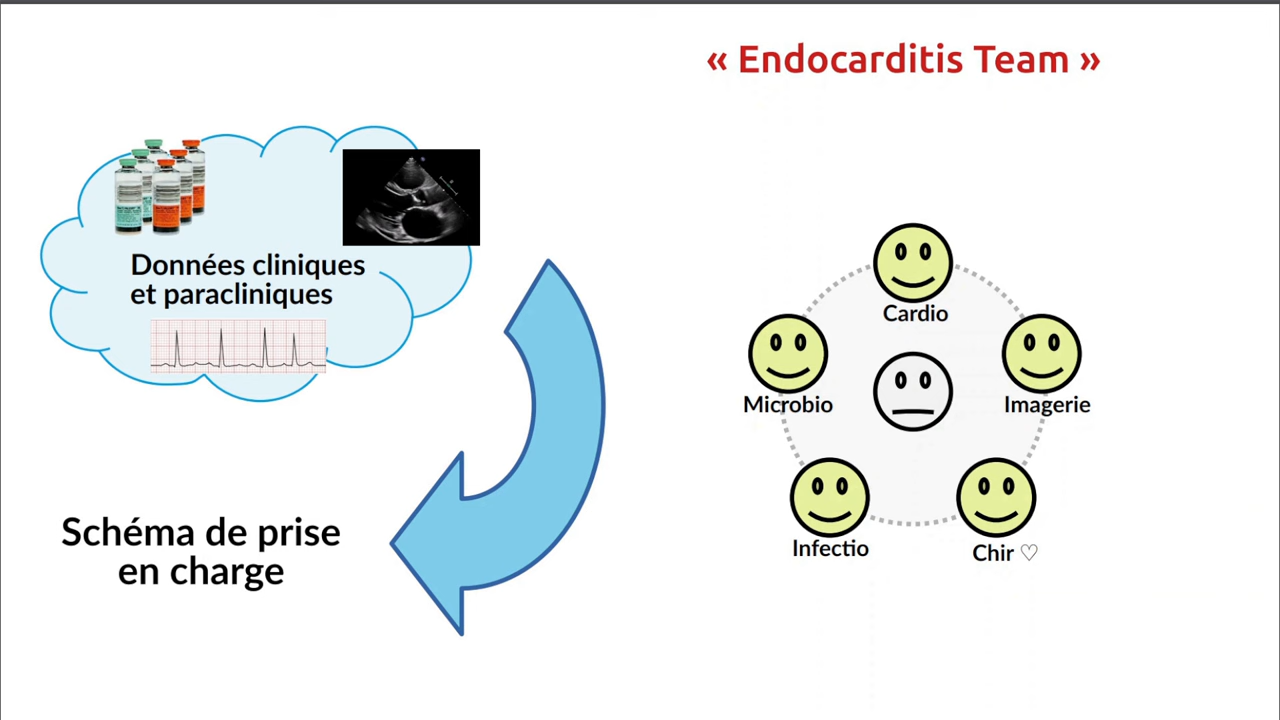 « Endocarditis Team »
Données cliniques
et paracliniques
Schéma de prise
en charge
Cardio
Microbio
Imagerie
Infectio
Chir ♡